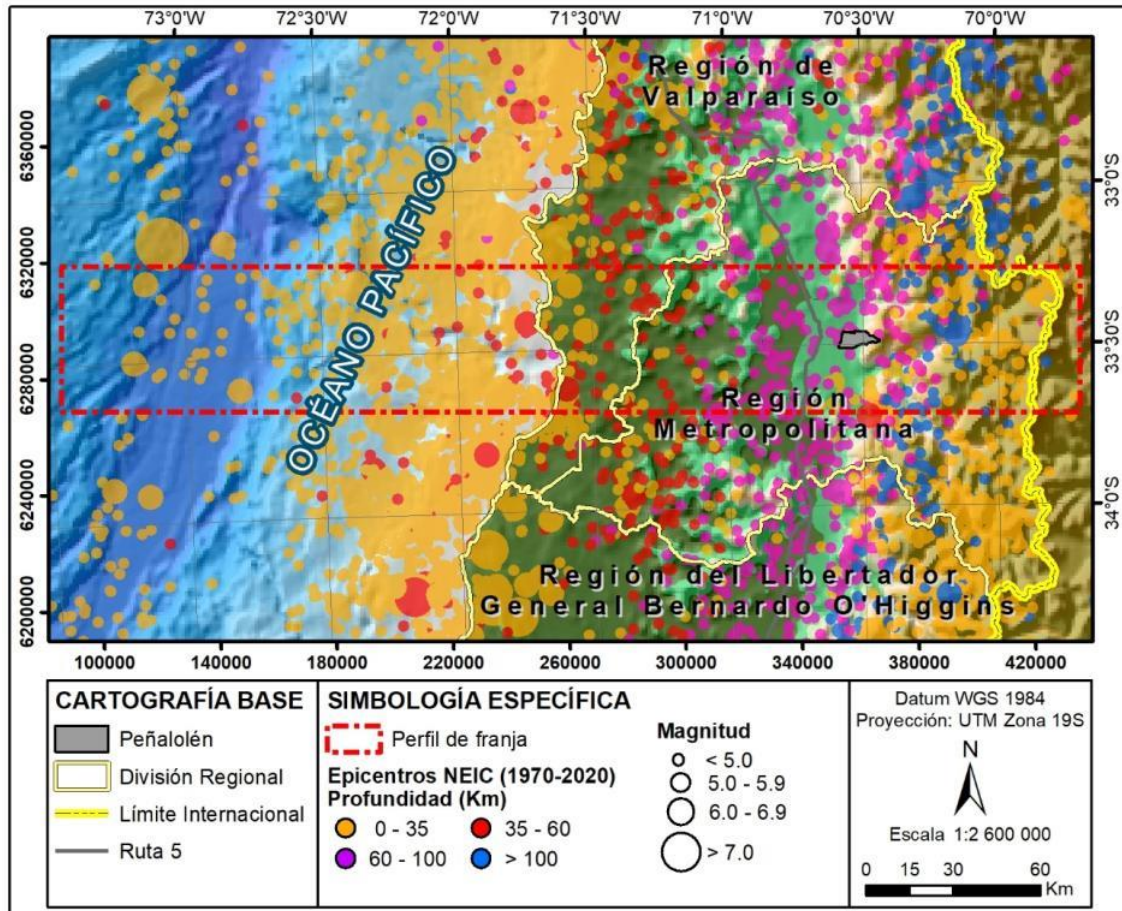 73°0'0"W
72°30'W
72°0'W
71°30'W
71°0'W
70°30'W
70°0'W
Región de
Valparaíso
6360000
33°0'S
6320000
OCÉANO PACÍFICO
33°30'S
6280000
Región
Metropolitana
6240000
34°0'S
Región del Libertador
General Bernardo O'Higgins
6200000
100000
140000
180000
220000
260000
300000
340000
380000
420000
CARTOGRAFÍA BASE
Peñalolén
División Regional
Límite Internacional
Ruta 5
SIMBOLOGÍA ESPECÍFICA
Perfil de franja
Epicentros NEIC (1970-2020)
Profundidad (Km)
0 - 35
35 - 60
60 - 100
> 100
Magnitud
< 5.0
5.0 - 5.9
6.0 - 6.9
> 7.0
Datum WGS 1984
Proyección: UTM Zona 19S
N
Escala 1:2 600 000
0 15 30 60
Km